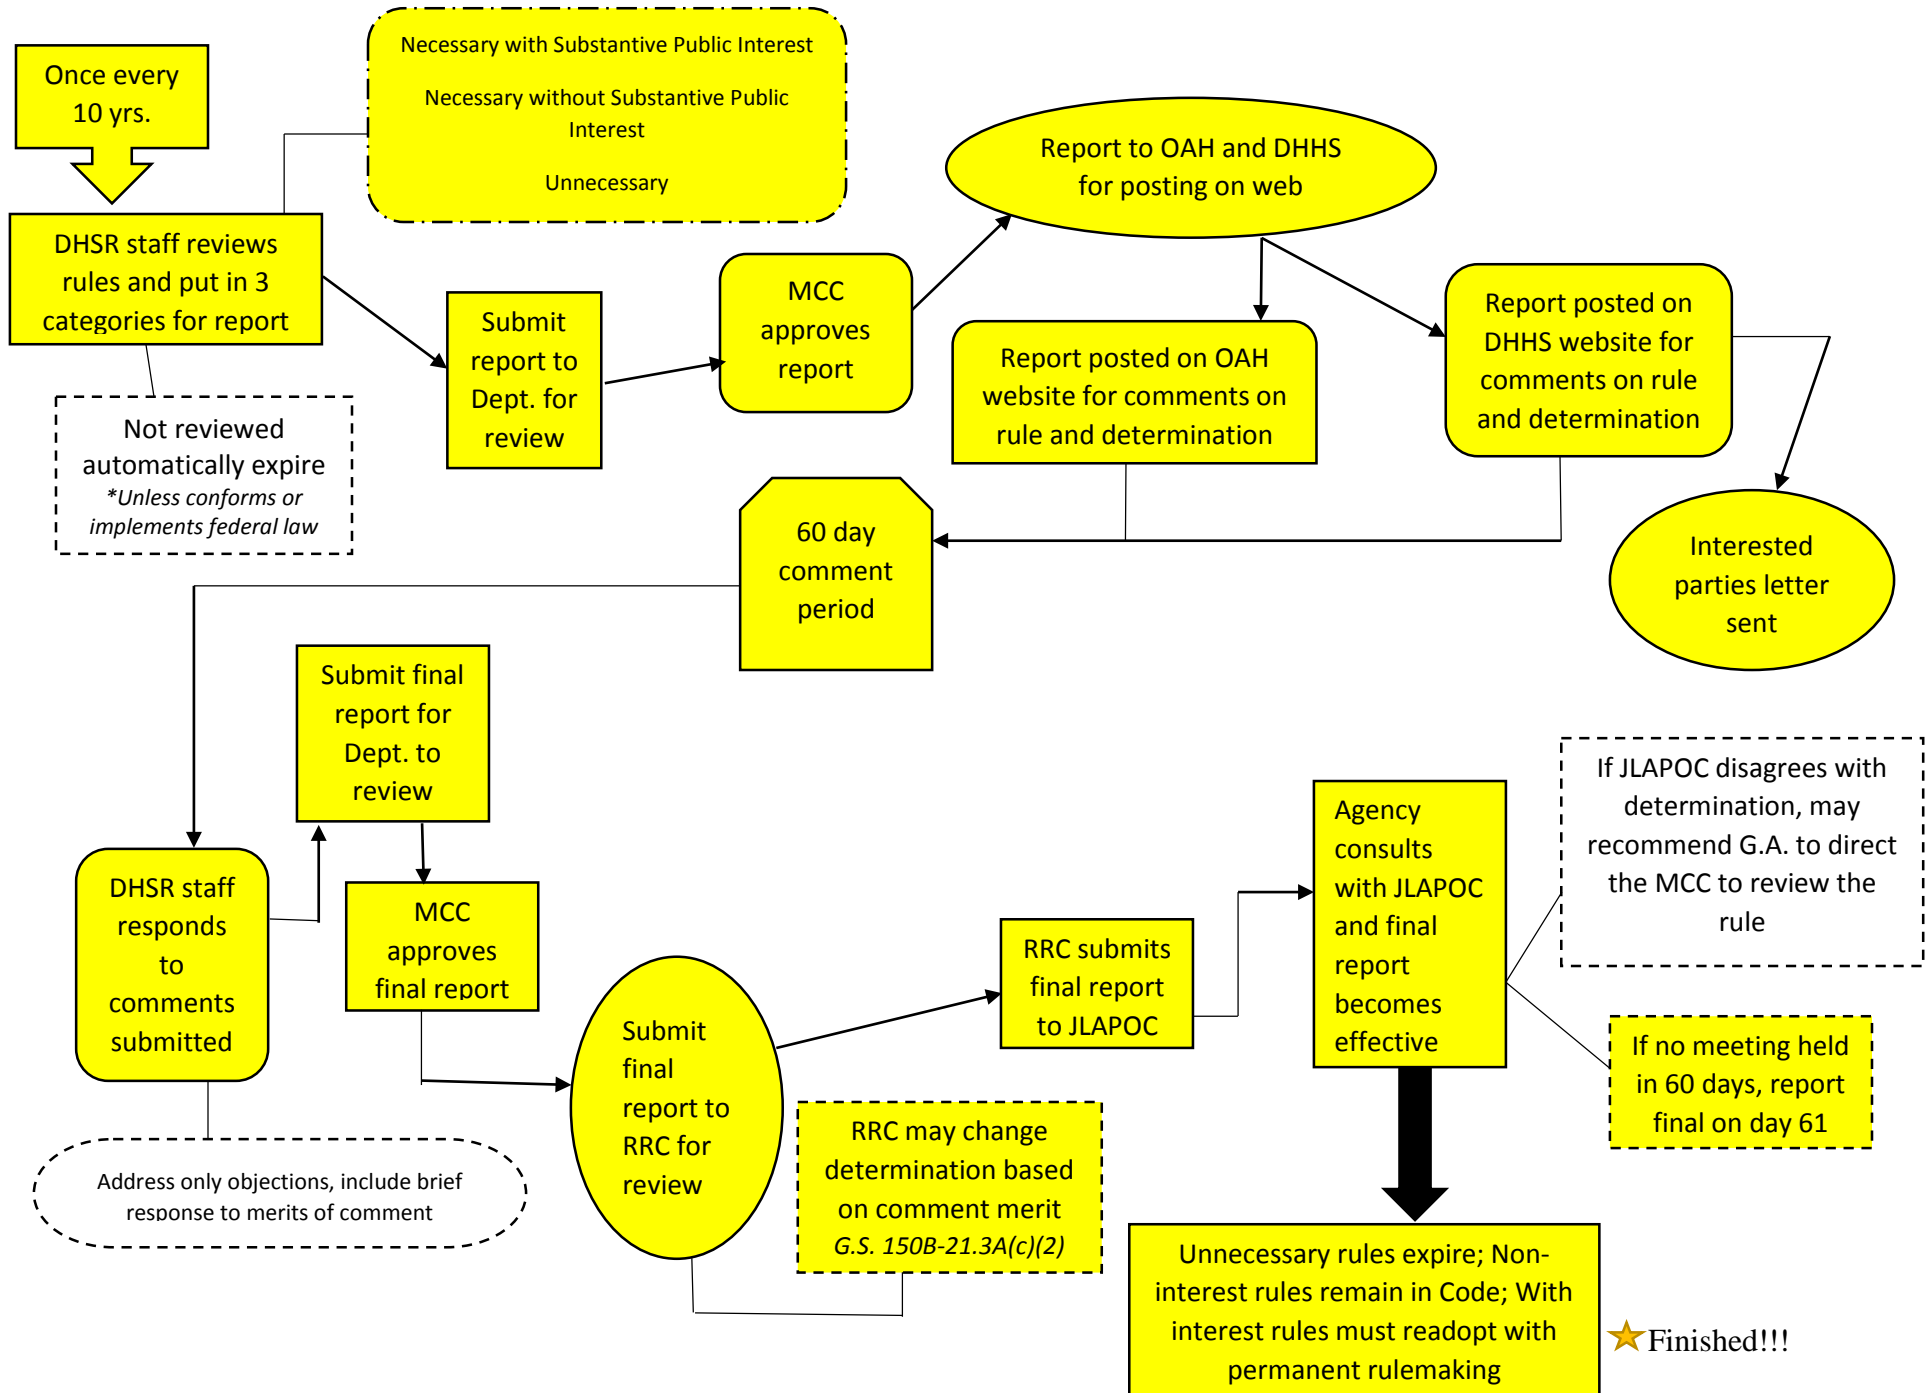 Once every
10 yrs.
Necessary with Substantive Public Interest
Necessary without Substantive Public
Interest
Unnecessary
DHSR staff reviews
rules and put in 3
categories for report
Not reviewed
automatically expire
*Unless conforms or
implements federal law
Submit
report to
Dept. for
review
MCC
approves
report
Report to OAH and DHHS
for posting on web
Report posted on OAH
website for comments on
rule and determination
Report posted on
DHHS website for
comments on rule
and determination
Interested
parties letter
sent
60 day
comment
period
DHSR staff
responds
to
comments
submitted
Address only objections, include brief
response to merits of comment
Submit final
report for
Dept. to
review
MCC
approves
final report
Submit
final
report to
RRC for
review
RRC may change
determination based
on comment merit
G.S. 150B-21.3A(c)(2)
RRC submits
final report
to JLAPOC
Agency
consults
with JLAPOC
and final
report
becomes
effective
If JLAPOC disagrees with
determination, may
recommend G.A. to direct
the MCC to review the
rule
If no meeting held
in 60 days, report
final on day 61
Unnecessary rules expire; Non-
interest rules remain in Code; With
interest rules must readopt with
permanent rulemaking
Finished!!!